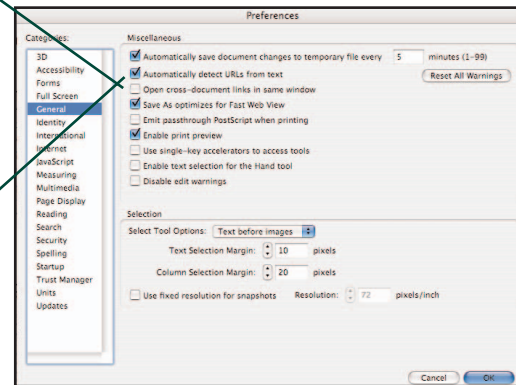 Preferences
Categories:
3D
Accessibility
Forms
Full Screen
General
Identity
International
Internet
JavaScript
Measuring
Multimedia
Page Display
Reading
Search
Security
Spelling
Startup
Trust Manager
Units
Updates
Miscellaneous
Automatically save document changes to temporary file every 5 minutes (1–99)
Automatically detect URLs from text Reset All Warnings
Open cross-document links in same window
Save As optimizes for Fast Web View
Emit passthrough PostScript when printing
Enable print preview
Use single-key accelerators to access tools
Enable text selection for the Hand tool
Disable edit warnings
Selection
Select Tool Options: Text before images
Text Selection Margin: 10 pixels
Column Selection Margin: 20 pixels
Use fixed resolution for snapshots Resolution: 72 pixels/inch
Cancel OK